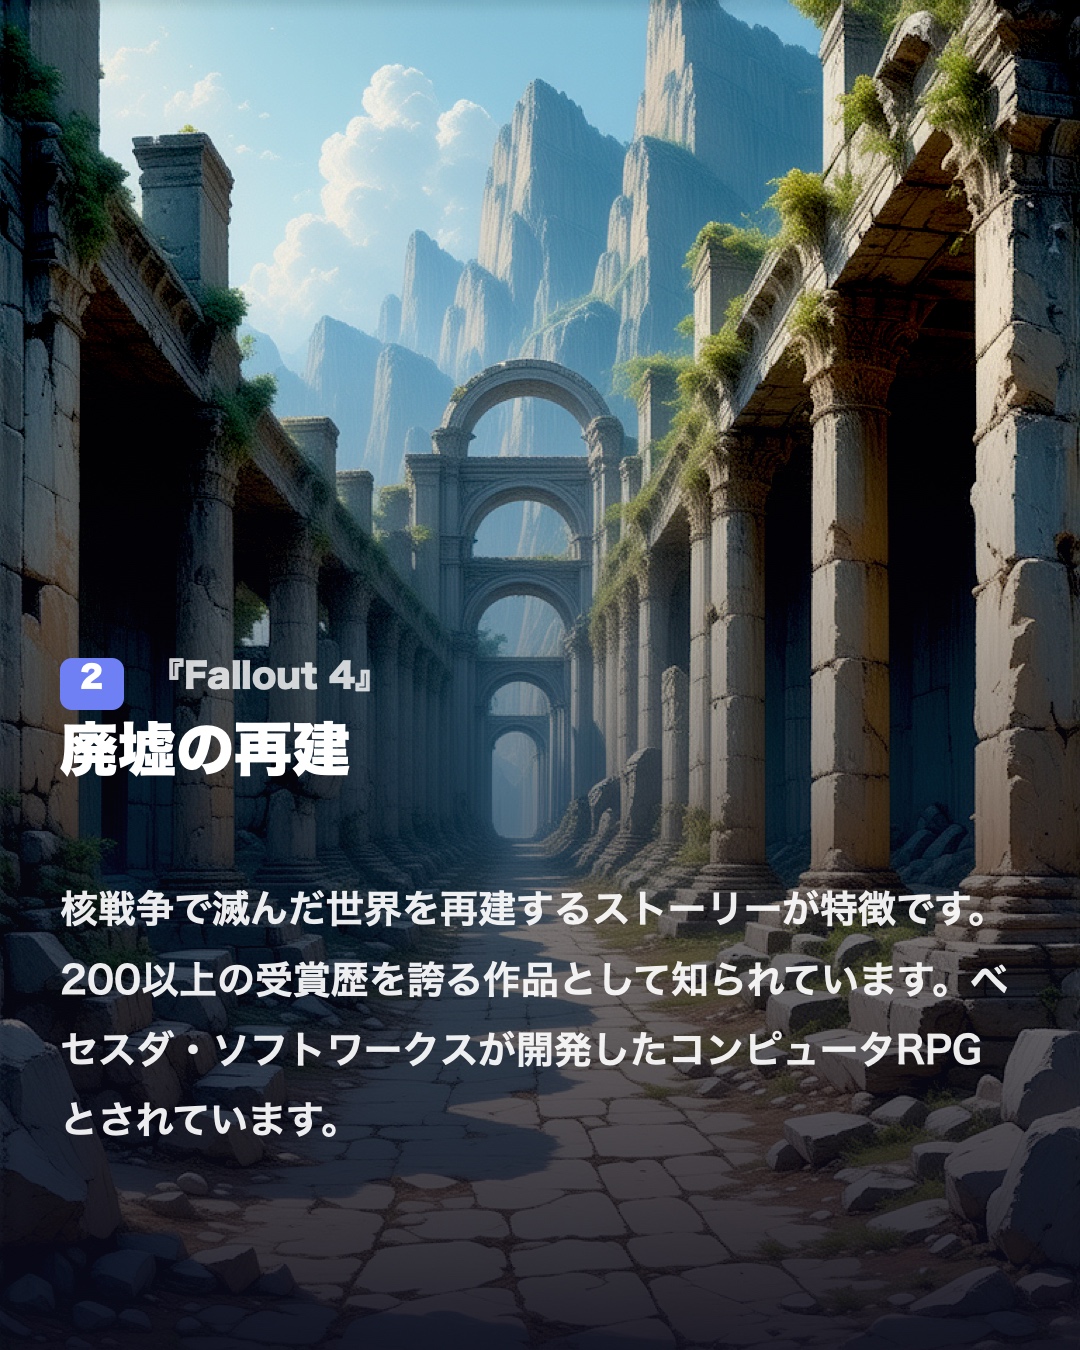 2 『Fallout 4』
廃墟の再建
核戦争で滅んだ世界を再建するストーリーが特徴です。
200以上の受賞歴を誇る作品として知られています。ベ
セスダ・ソフトワークスが開発したコンピュータRPG
とされています。